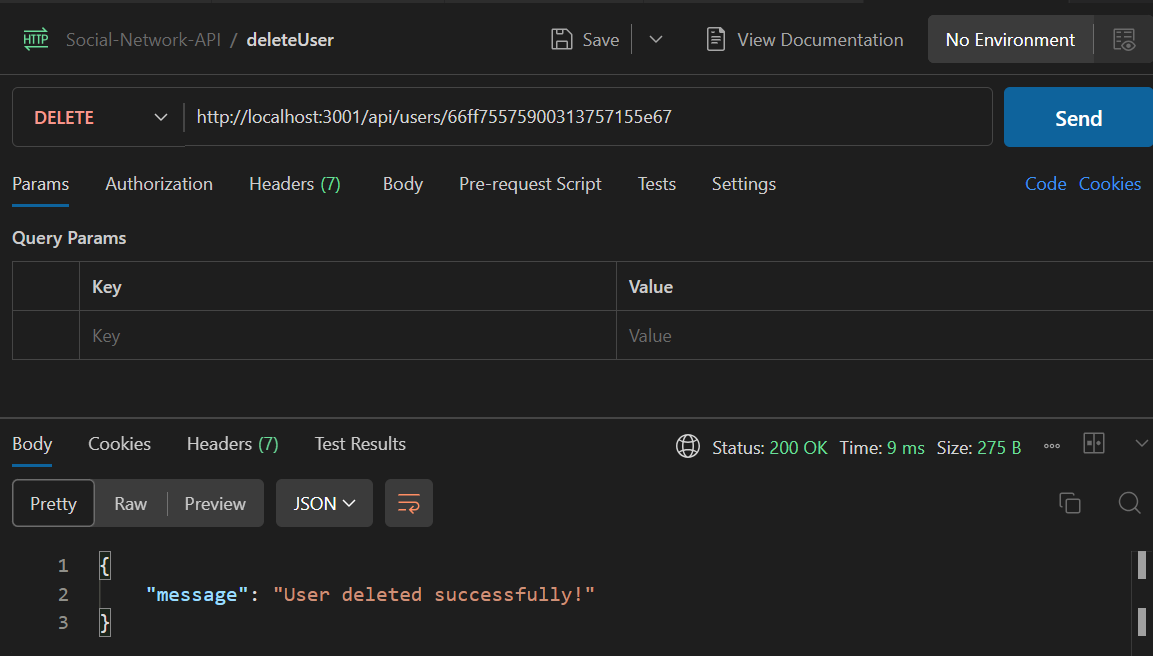 HTTP Social-Network-API / deleteUser Save View Documentation No Environment
DELETE http://localhost:3001/api/users/66ff75575900313757155e67 Send
Params Authorization Headers (7) Body Pre-request Script Tests Settings Code Cookies
Query Params
Key Value
Key Value
Body Cookies Headers (7) Test Results Status: 200 OK Time: 9 ms Size: 275 B
Pretty Raw Preview JSON
1 {
2 "message": "User deleted successfully!"
3 }